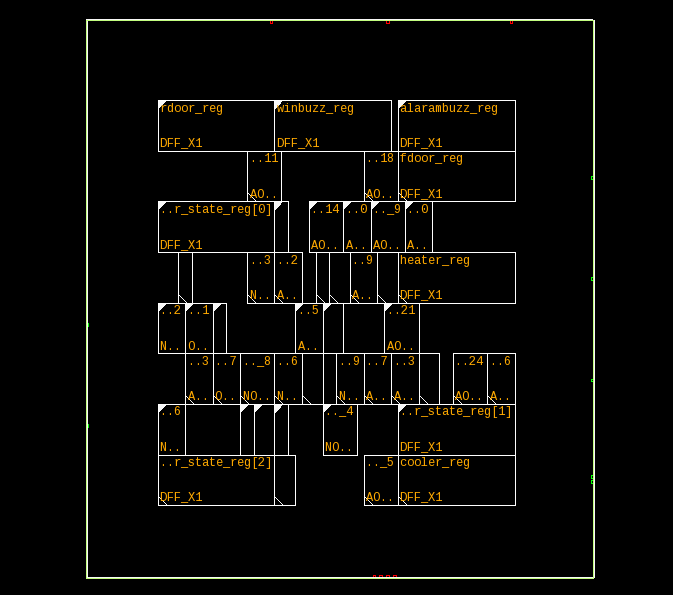 rdoor_reg winbuzz_reg alarambuzz_reg
DFF_X1 DFF_X1 DFF_X1
..11 ..18 fdoor_reg
AO.. AO.. DFF_X1
..r_state_reg[0] ..14 ..0 .._9 ..0
DFF_X1 AO.. A.. AO.. A..
..3 ..2 ..9 heater_reg
N.. A.. A.. DFF_X1
..2 ..1 ..5 ..21
N.. O.. A.. AO..
..3 ..7 .._8 ..6 ..9 ..7 ..3 ..24 ..6
A.. O.. NO.. N.. N.. A.. A.. AO.. A..
..6 .._4 ..r_state_reg[1]
N.. NO.. DFF_X1
..r_state_reg[2] .._5 cooler_reg
DFF_X1 AO.. DFF_X1